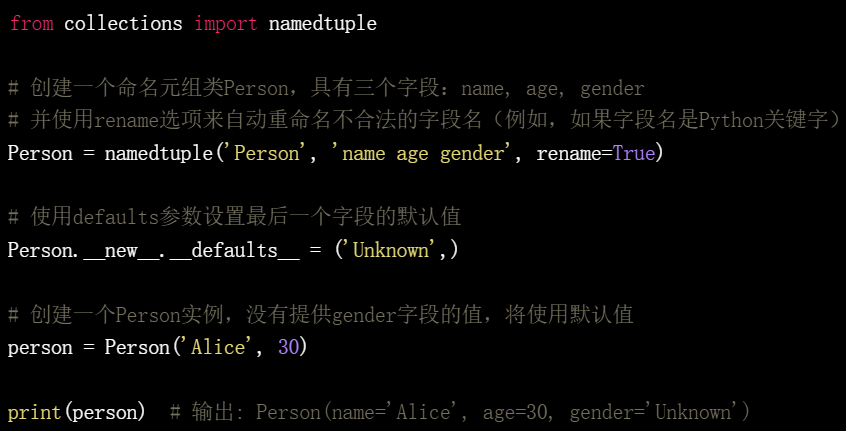 from collections import namedtuple
# 创建一个命名元组类Person，具有三个字段：name, age, gender
# 并使用rename选项来自动重命名不合法的字段名（例如，如果字段名是Python关键字）
Person = namedtuple('Person', 'name age gender', rename=True)
# 使用defaults参数设置最后一个字段的默认值
Person.__new__.__defaults__ = ('Unknown',)
# 创建一个Person实例，没有提供gender字段的值，将使用默认值
person = Person('Alice', 30)
print(person)  # 输出: Person(name='Alice', age=30, gender='Unknown')